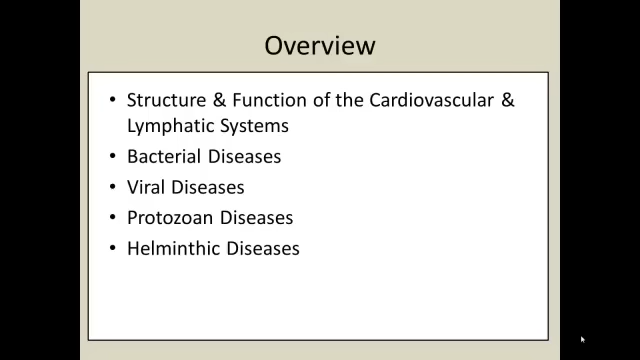 Overview
• Structure & Function of the Cardiovascular &
Lymphatic Systems
• Bacterial Diseases
• Viral Diseases
• Protozoan Diseases
• Helminthic Diseases